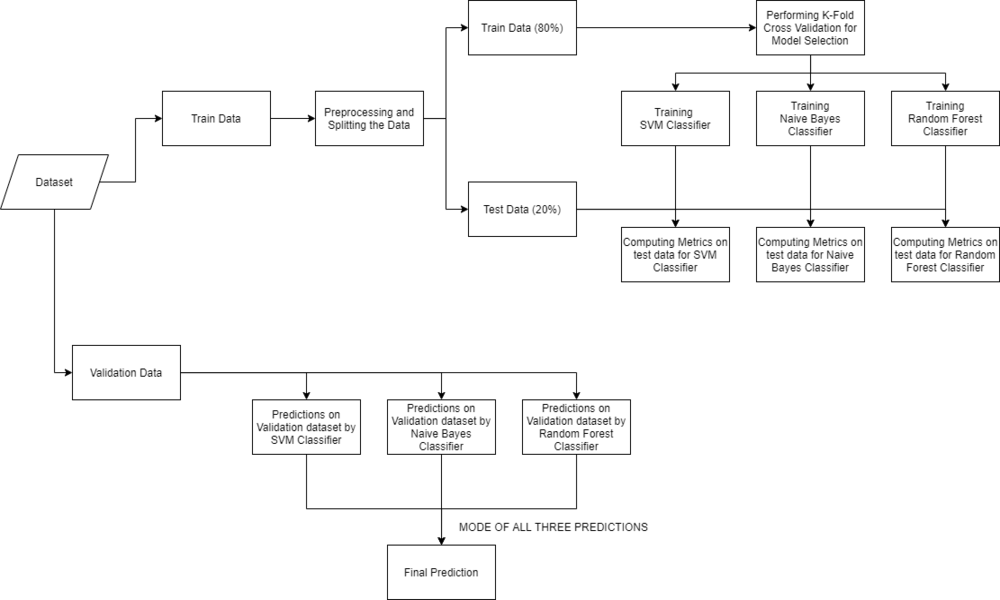 Train Data (80%)
Performing K-Fold
Cross Validation for
Model Selection
Train Data
Preprocessing and
Splitting the Data
Training
SVM Classifier
Training
Naive Bayes
Classifier
Training
Random Forest
Classifier
Dataset
Test Data (20%)
Computing Metrics on
test data for SVM
Classifier
Computing Metrics on
test data for Naive
Bayes Classifier
Computing Metrics on
test data for Random
Forest Classifier
Validation Data
Predictions on
Validation dataset by
SVM Classifier
Predictions on
Validation dataset by
Naive Bayes
Classifier
Predictions on
Validation dataset by
Random Forest
Classifier
MODE OF ALL THREE PREDICTIONS
Final Prediction